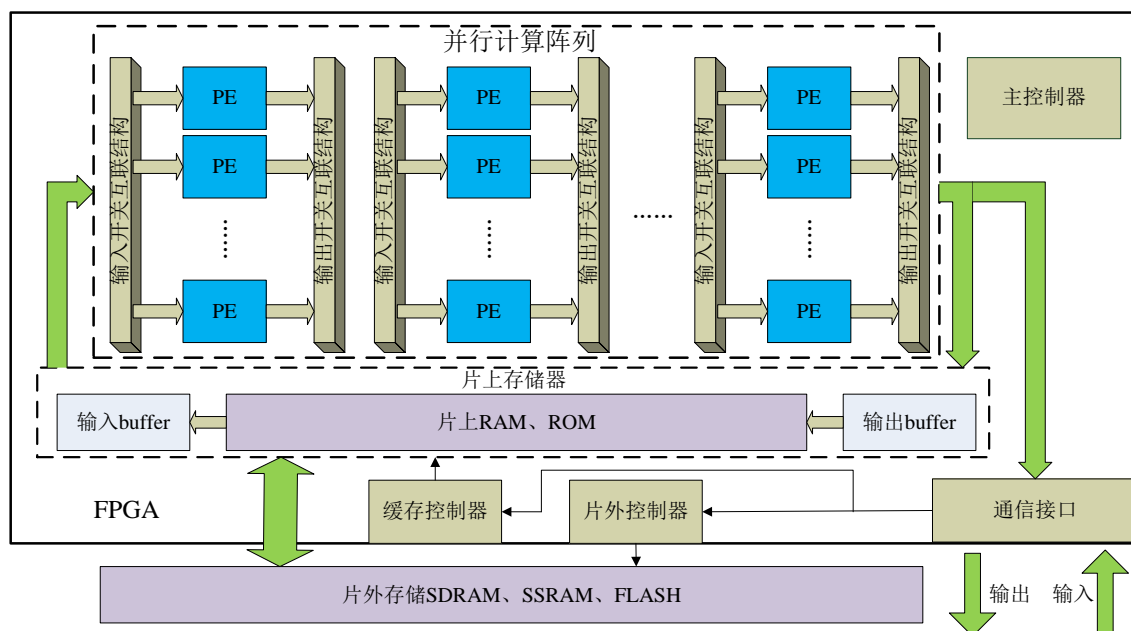 并行计算阵列
主控制器
输入开关互联结构
PE
PE
......
PE
输出开关互联结构
输入开关互联结构
PE
PE
......
PE
输出开关互联结构
......
输入开关互联结构
PE
PE
......
PE
输出开关互联结构
片上存储器
输入buffer
片上RAM、ROM
输出buffer
FPGA
缓存控制器
片外控制器
通信接口
片外存储SDRAM、SSRAM、FLASH
输出
输入